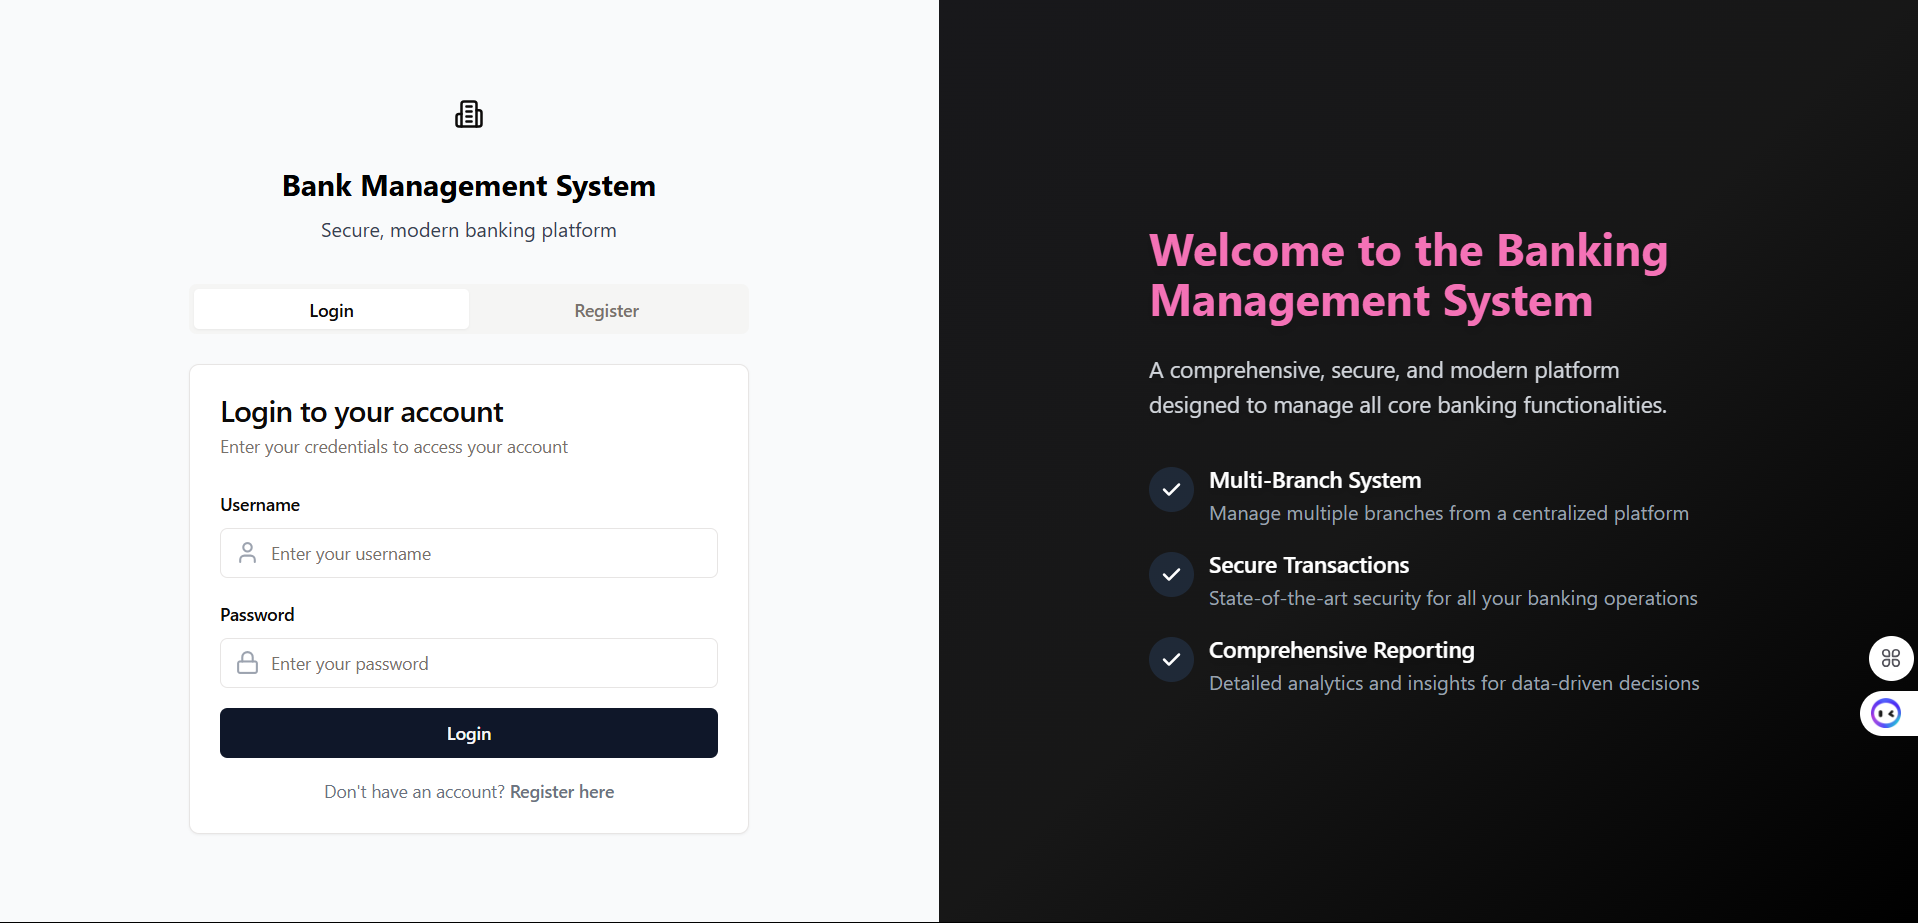 Bank Management System
Secure, modern banking platform
Login
Register
Login to your account
Enter your credentials to access your account
Username
Enter your username
Password
Enter your password
Login
Don't have an account? Register here
Welcome to the Banking
Management System
A comprehensive, secure, and modern platform
designed to manage all core banking functionalities.
Multi-Branch System
Manage multiple branches from a centralized platform
Secure Transactions
State-of-the-art security for all your banking operations
Comprehensive Reporting
Detailed analytics and insights for data-driven decisions